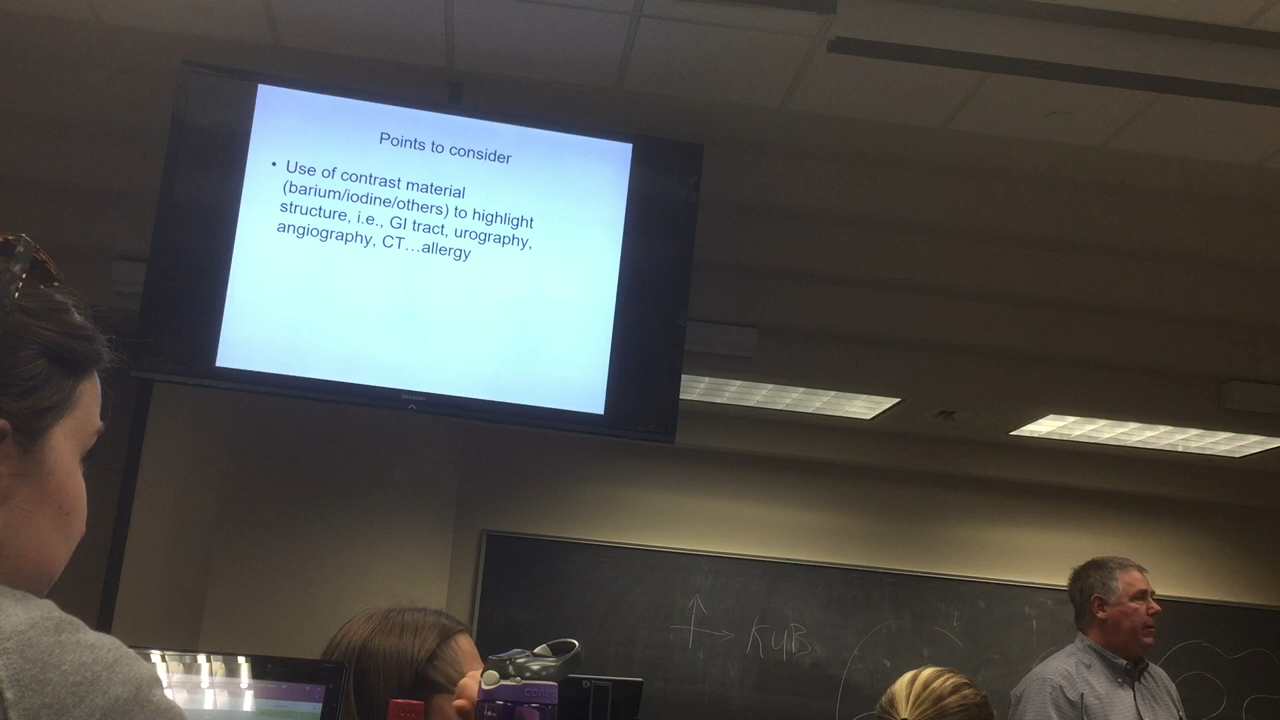 Points to consider
• Use of contrast material
(barium/iodine/others) to highlight
structure, i.e., GI tract, urography,
angiography, CT...allergy
SHARP
KUB